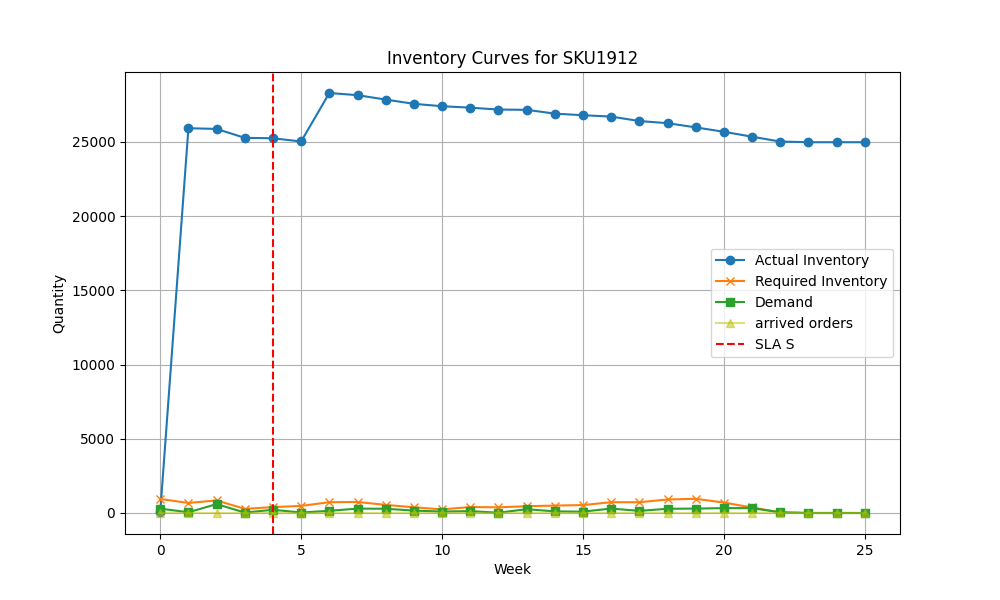 Inventory Curves for SKU1912
Quantity
25000
20000
15000
10000
5000
0
Actual Inventory
Required Inventory
Demand
arrived orders
SLA S
0 5 10 15 20 25
Week